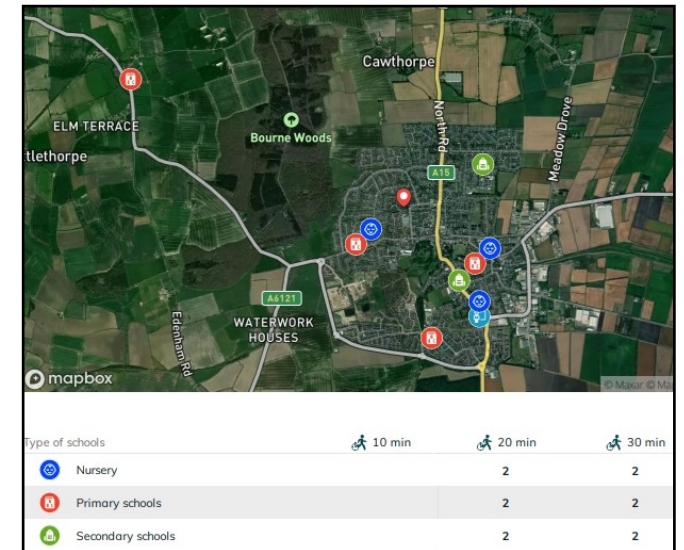 Cawthorpe
ELM TERRACE
Bourne Woods
tlethorpe
North Rd
Meadow Drove
A15
A6121
WATERWORK
HOUSES
Edenham Rd
mapbox
© Maxar © Ma
Type of schools 10 min 20 min 30 min
Nursery 2 2
Primary schools 2 2
Secondary schools 2 2